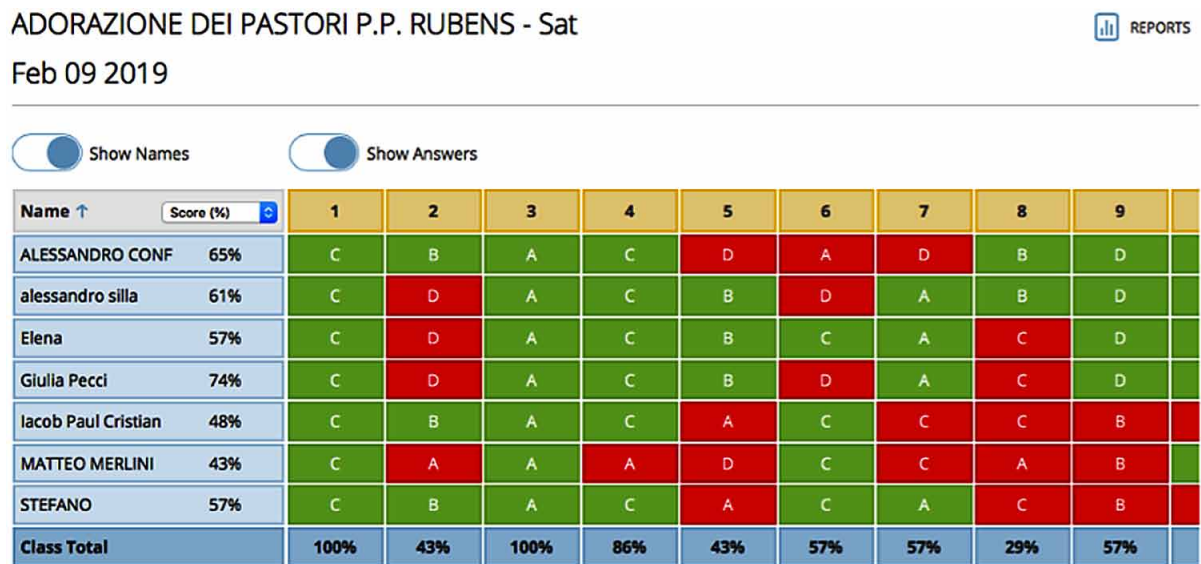 ADORAZIONE DEI PASTORI P.P. RUBENS - Sat
REPORTS
Feb 09 2019
Show Names Show Answers
Name ↑ Score (%) 1 2 3 4 5 6 7 8 9
ALESSANDRO CONF 65% C B A C D A D B D
alessandro silla 61% C D A C B D A B D
Elena 57% C D A C B C A C D
Giulia Pecci 74% C D A C B D A C D
Iacob Paul Cristian 48% C B A C A C C C B
MATTEO MERLINI 43% C A A A D C C A B
STEFANO 57% C B A C A C A C B
Class Total 100% 43% 100% 86% 43% 57% 57% 29% 57%